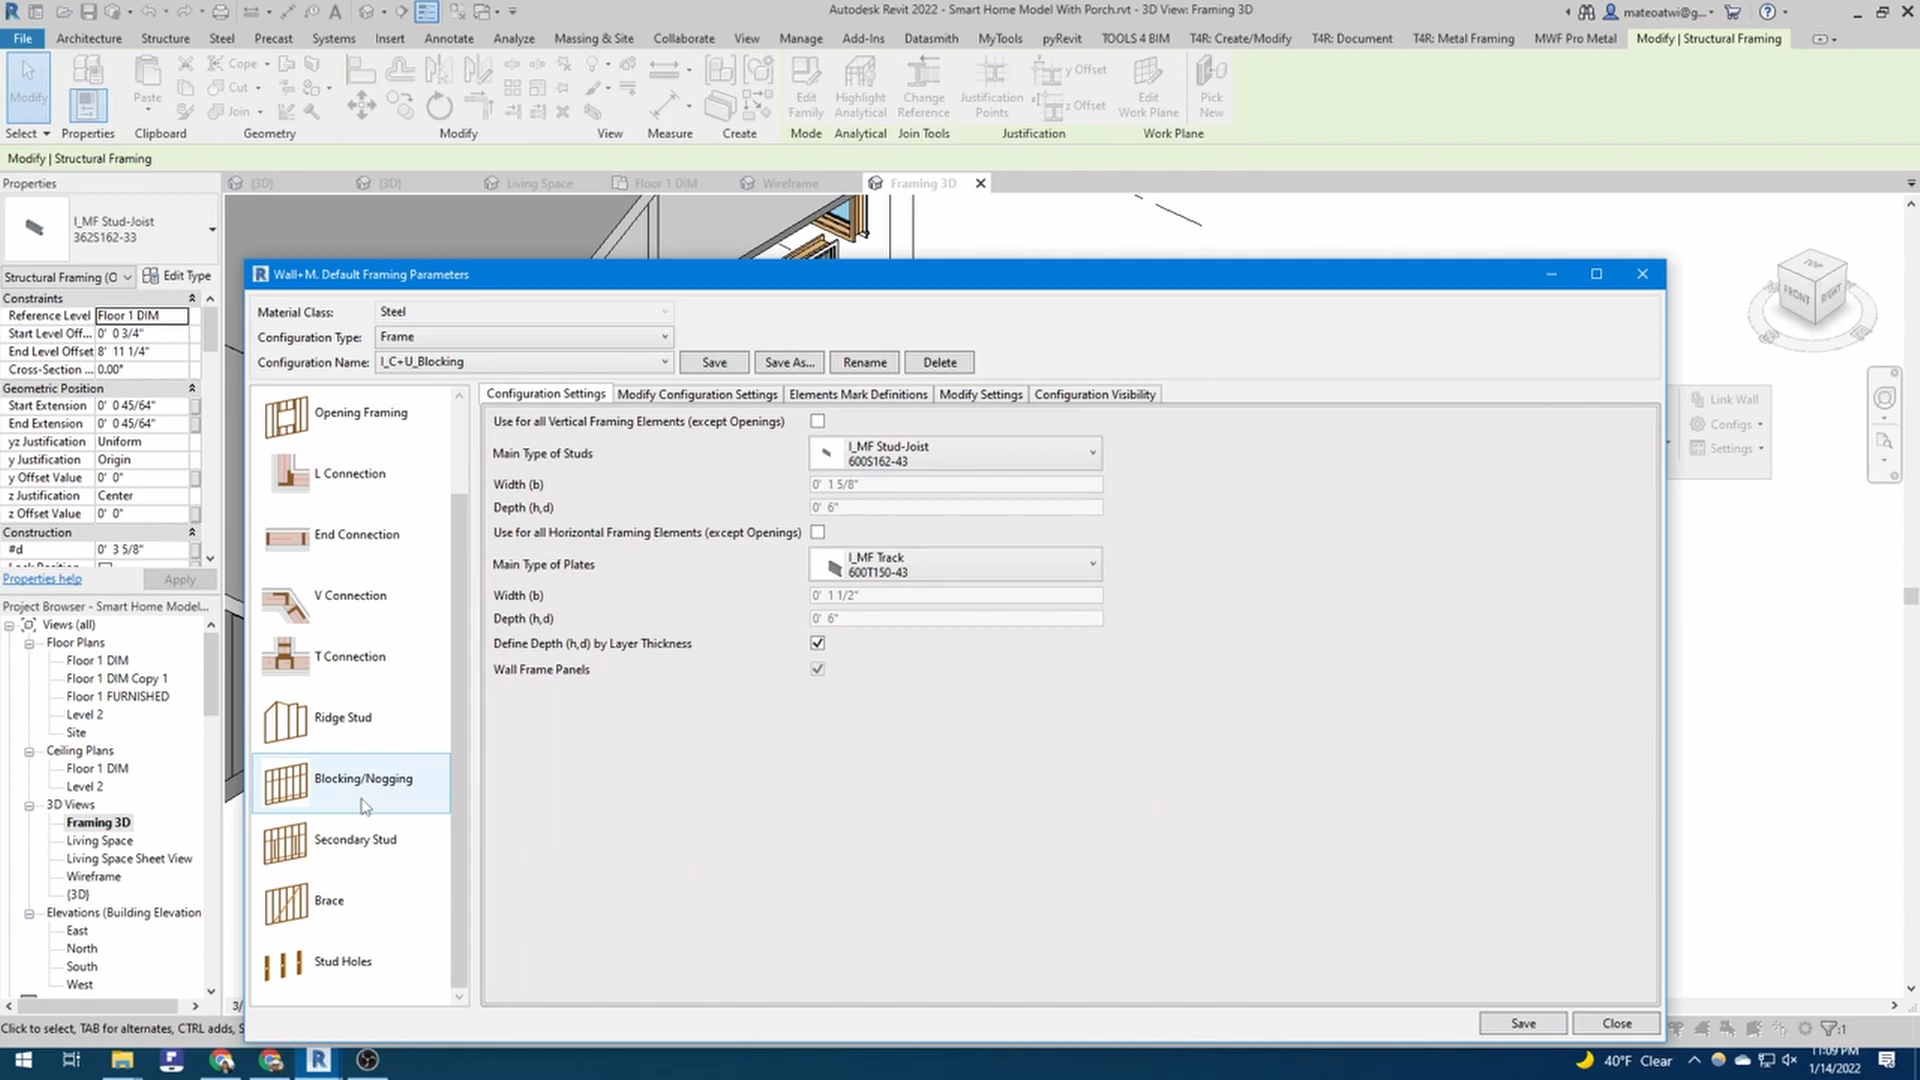 Autodesk Revit 2022 - Smart Home Model With Porch.rvt - 3D View: Framing 3D
mateoatwi@g...
File Architecture Structure Steel Precast Systems Insert Annotate Analyze Massing & Site Collaborate View Manage Add-Ins Datasmith MyTools pyRevit TOOLS 4 BIM T4R: Create/Modify T4R: Document T4R: Metal Framing MWF Pro Metal Modify | Structural Framing
Modify Paste Cope Cut Join Edit Family Highlight Analytical Change Reference Justification Points y Offset z Offset Edit Work Plane Pick New
Select Properties Clipboard Geometry Modify View Measure Create Mode Analytical Join Tools Justification Work Plane
Modify | Structural Framing
Properties
{3D} {3D} Living Space Floor 1 DIM Wireframe Framing 3D
I_MF Stud-Joist
362S162-33
Structural Framing (O Edit Type
Constraints
Reference Level Floor 1 DIM
Start Level Off... 0' 0 3/4"
End Level Offset 8' 11 1/4"
Cross-Section ... 0.00°
Geometric Position
Start Extension 0' 0 45/64"
End Extension 0' 0 45/64"
yz Justification Uniform
y Justification Origin
y Offset Value 0' 0"
z Justification Center
z Offset Value 0' 0"
Construction
#d 0' 3 5/8"
Properties help Apply
Project Browser - Smart Home Model...
Views (all)
Floor Plans
Floor 1 DIM
Floor 1 DIM Copy 1
Floor 1 FURNISHED
Level 2
Site
Ceiling Plans
Floor 1 DIM
Level 2
3D Views
Framing 3D
Living Space
Living Space Sheet View
Wireframe
{3D}
Elevations (Building Elevation
East
North
South
West
Wall+M. Default Framing Parameters
Material Class: Steel
Configuration Type: Frame
Configuration Name: I_C+U_Blocking Save Save As... Rename Delete
Opening Framing
L Connection
End Connection
V Connection
T Connection
Ridge Stud
Blocking/Nogging
Secondary Stud
Brace
Stud Holes
Configuration Settings Modify Configuration Settings Elements Mark Definitions Modify Settings Configuration Visibility
Use for all Vertical Framing Elements (except Openings)
Main Type of Studs I_MF Stud-Joist
600S162-43
Width (b) 0' 1 5/8"
Depth (h,d) 0' 6"
Use for all Horizontal Framing Elements (except Openings)
Main Type of Plates I_MF Track
600T150-43
Width (b) 0' 1 1/2"
Depth (h,d) 0' 6"
Define Depth (h,d) by Layer Thickness
Wall Frame Panels
Save Close
TOP
FRONT RIGHT
Link Wall
Configs
Settings
3/
Click to select, TAB for alternates, CTRL adds, S
:1
40°F Clear
11:09 PM
1/14/2022